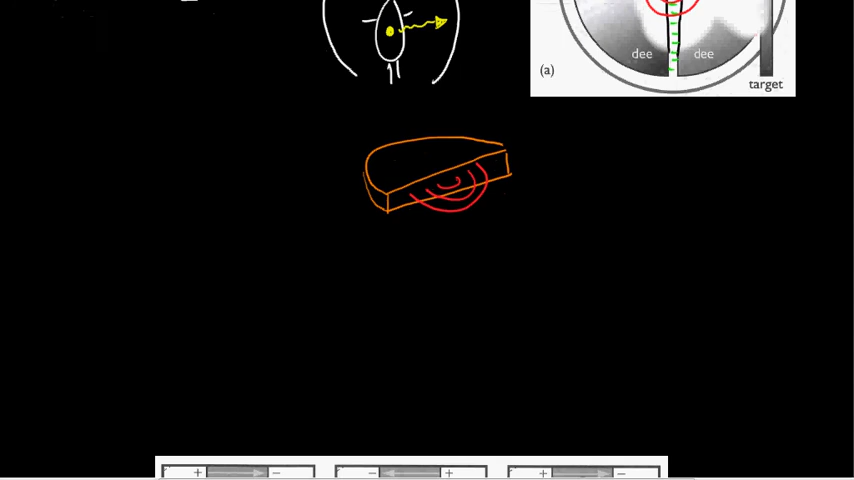 dee dee
(a)
target
+ − − + + −